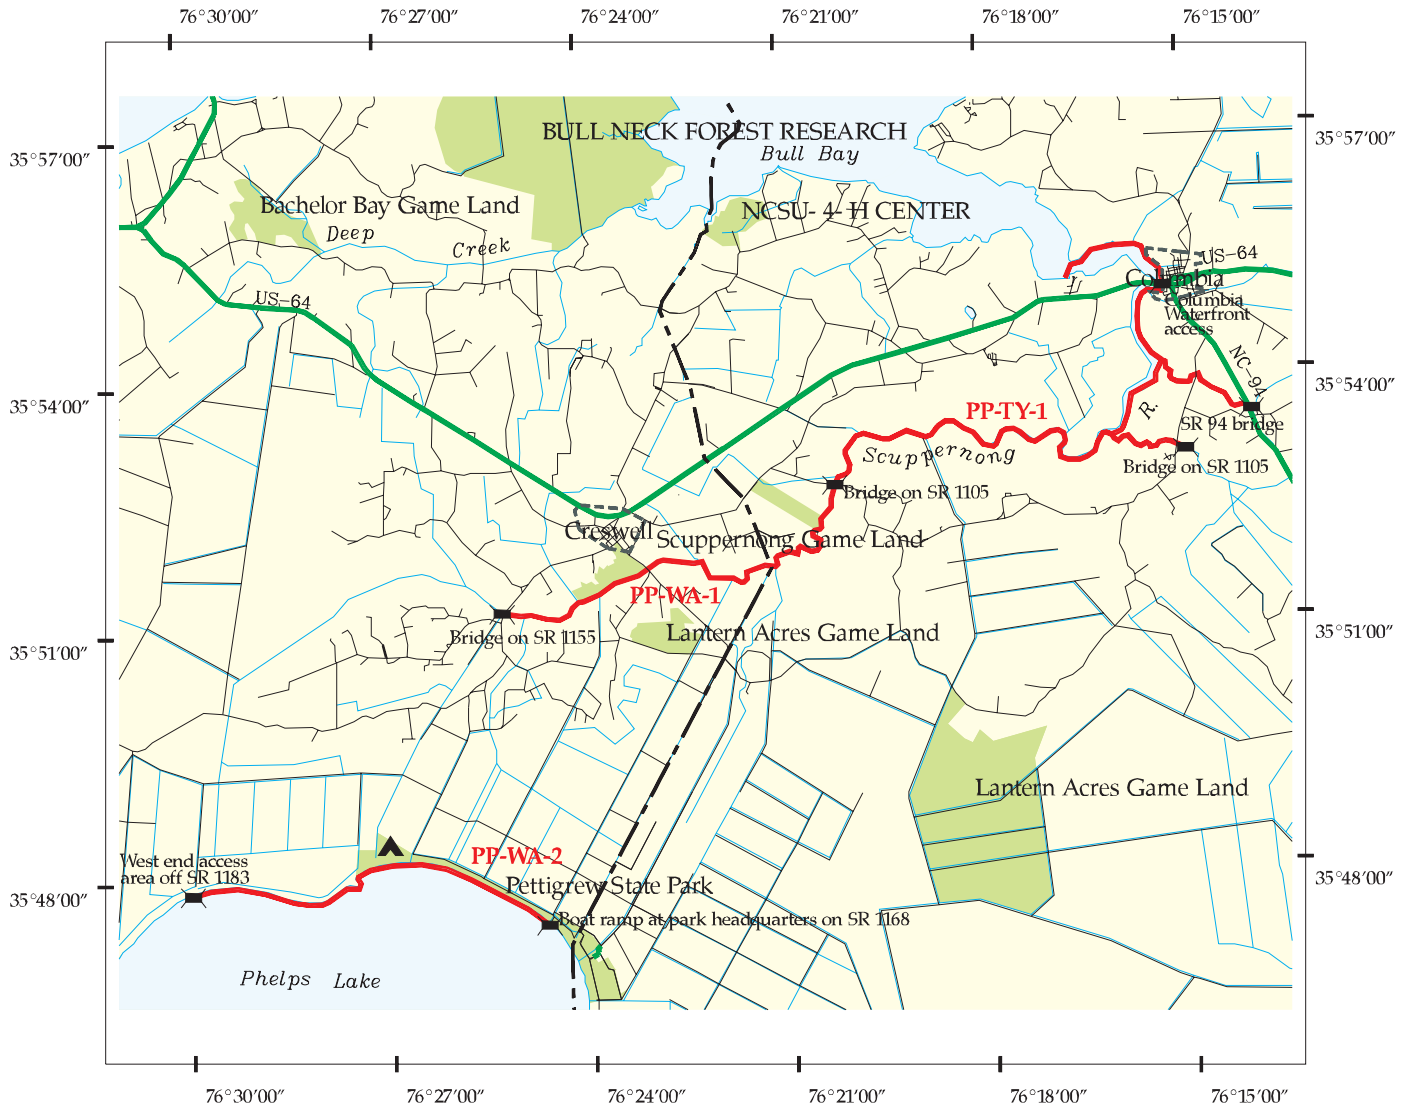 76°30′00″ 76°27′00″ 76°24′00″ 76°21′00″ 76°18′00″ 76°15′00″
BULL NECK FOREST RESEARCH
35°57′00″
35°57′00″
Bull Bay
Bachelor Bay Game Land
NCSU- 4- H CENTER
Deep
Creek
US-64
Columbia
US-64
Columbia
Waterfront
access
NC-94
35°54′00″
35°54′00″
PP-TY-1
R.
SR 94 bridge
Scuppernong
Bridge on SR 1105
Bridge on SR 1105
Creswell
Scuppernong Game Land
PP-WA-1
Bridge on SR 1155
Lantern Acres Game Land
35°51′00″
35°51′00″
Lantern Acres Game Land
West end access
area off SR 1183
PP-WA-2
Pettigrew State Park
35°48′00″
35°48′00″
Boat ramp at park headquarters on SR 1168
Phelps Lake
76°30′00″ 76°27′00″ 76°24′00″ 76°21′00″ 76°18′00″ 76°15′00″